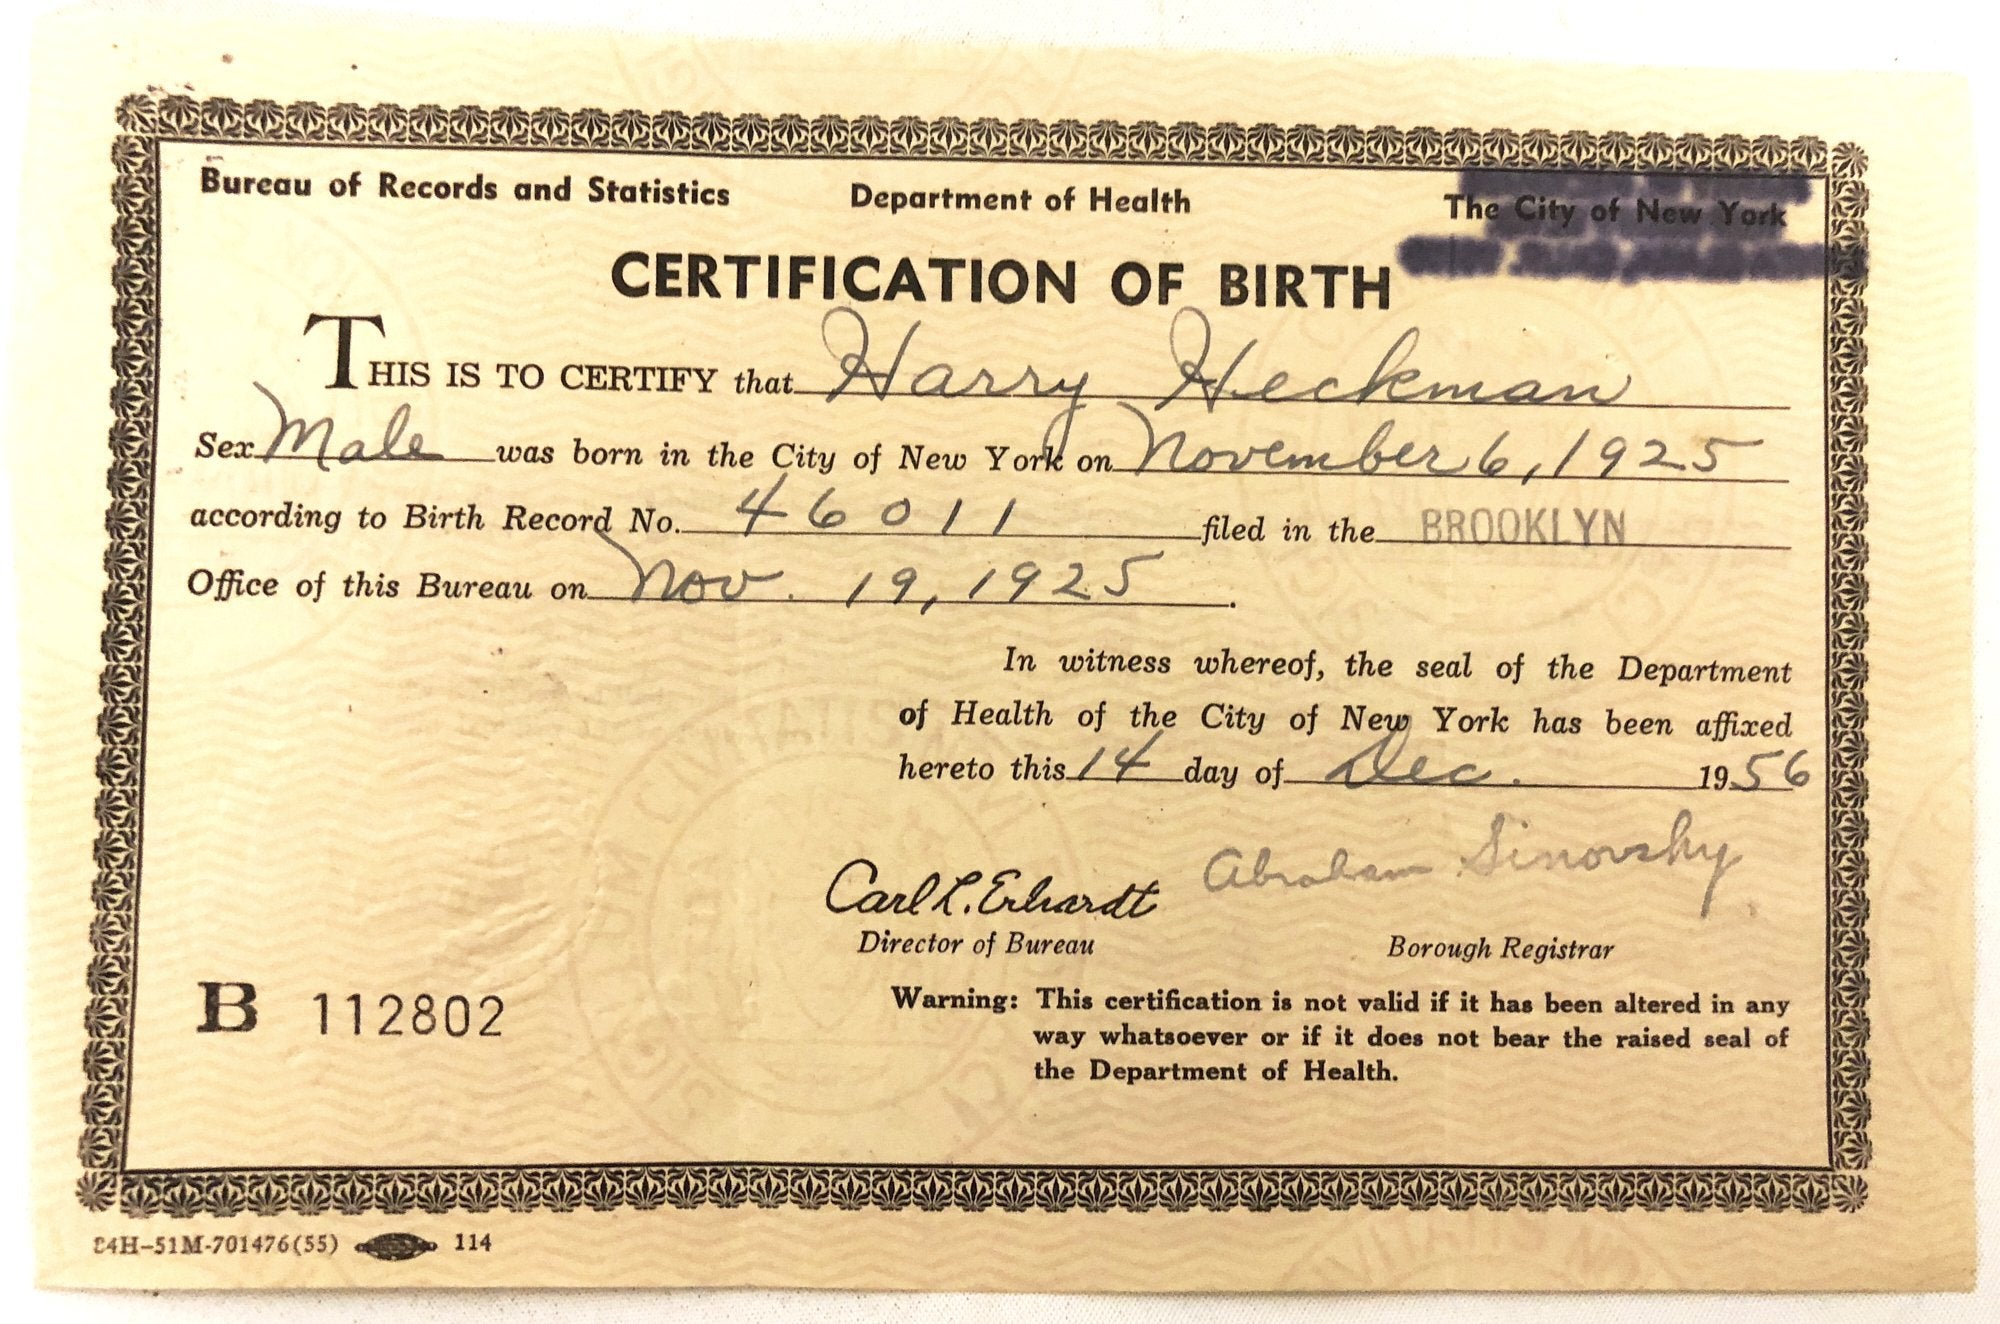 Bureau of Records and Statistics Department of Health The City of New York
CERTIFICATION OF BIRTH
THIS IS TO CERTIFY that Harry Heckman
Sex Male was born in the City of New York on November 6, 1925
according to Birth Record No. 46011 filed in the BROOKLYN
Office of this Bureau on Nov. 19, 1925.
In witness whereof, the seal of the Department
of Health of the City of New York has been affixed
hereto this 14 day of Dec. 1956
Carl L. Erhardt Abraham Sinovsky
Director of Bureau Borough Registrar
B 112802
Warning: This certification is not valid if it has been altered in any
way whatsoever or if it does not bear the raised seal of
the Department of Health.
84H-51M-701476(55) 114